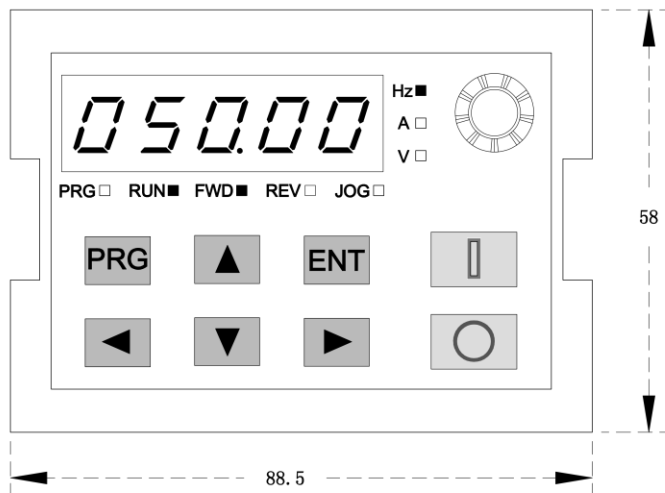 050.00
Hz
A
V
PRG RUN FWD REV JOG
PRG ENT
58
88.5